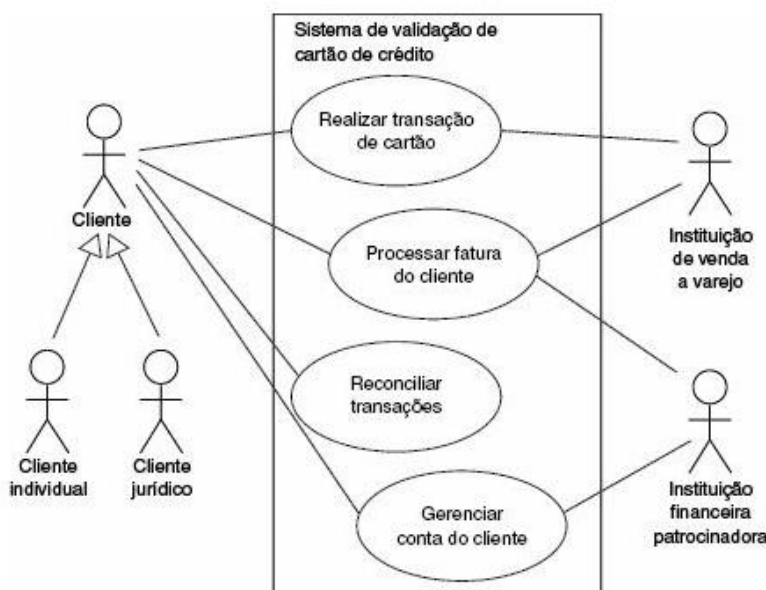 Sistema de validação de
cartão de crédito
Realizar transação
de cartão
Cliente
Processar fatura
do cliente
Instituição
de venda
a varejo
Reconciliar
transações
Cliente
individual
Cliente
jurídico
Gerenciar
conta do cliente
Instituição
financeira
patrocinadora